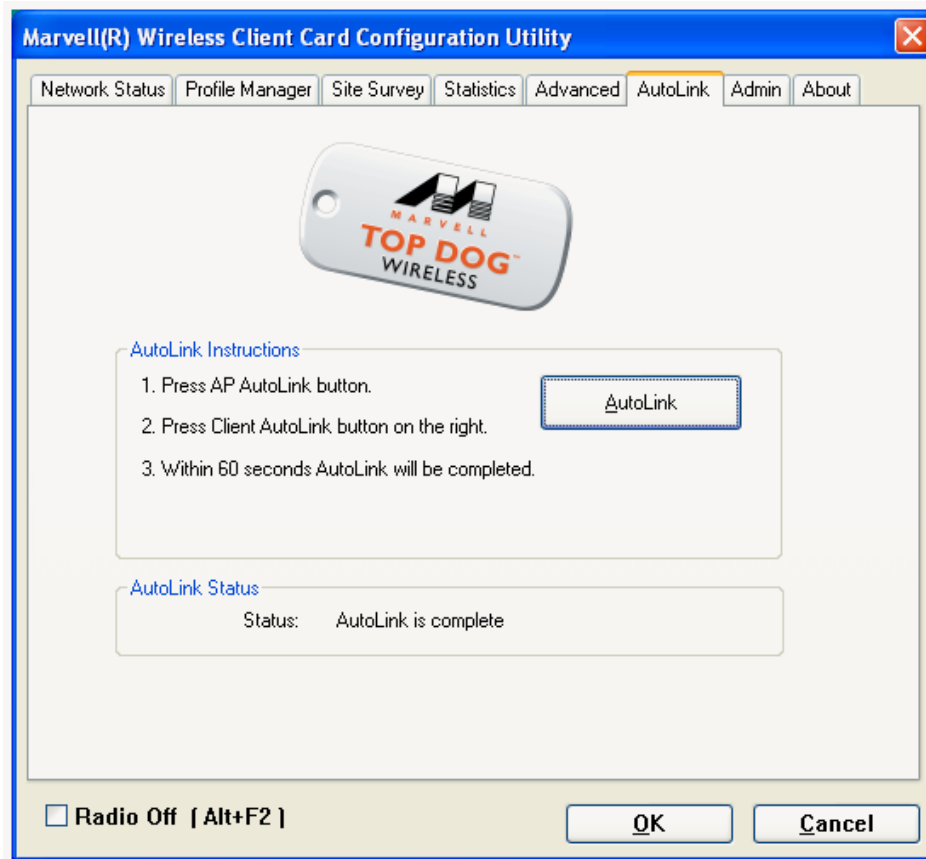 Marvell(R) Wireless Client Card Configuration Utility
Network Status Profile Manager Site Survey Statistics Advanced AutoLink Admin About
MARVELL
TOP DOG™
WIRELESS
AutoLink Instructions
1. Press AP AutoLink button.
AutoLink
2. Press Client AutoLink button on the right.
3. Within 60 seconds AutoLink will be completed.
AutoLink Status
Status: AutoLink is complete
Radio Off [ Alt+F2 ]
OK Cancel